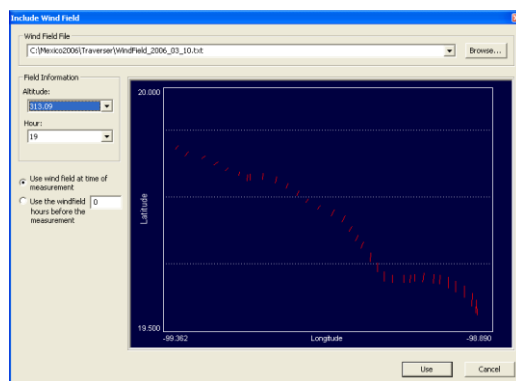 Include Wind Field
Wind Field File
C:\Mexico2006\Traverser\WindField_2006_03_10.txt
Browse...
Field Information
Altitude:
313.09
Hour:
19
Use wind field at time of
measurement
Use the windfield 0
hours before the
measurement
20.000
Latitude
19.500
-99.362
Longitude
-98.890
Use
Cancel